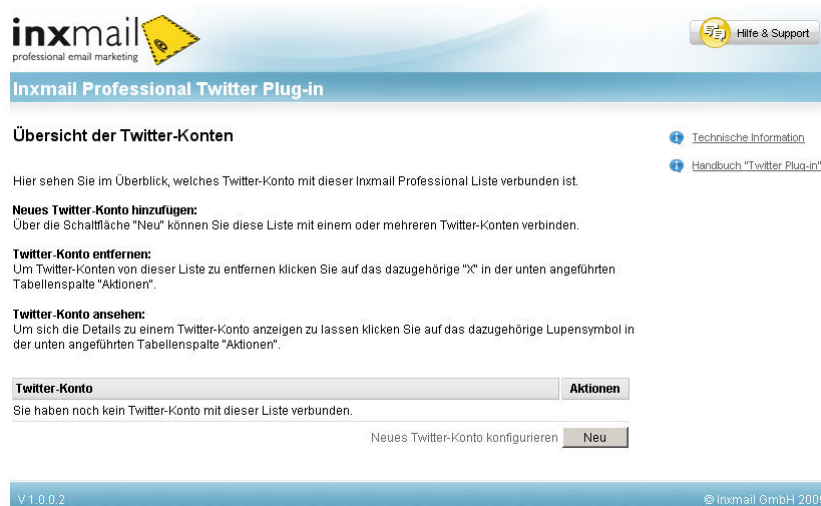 inxmail
professional email marketing
Hilfe & Support
Inxmail Professional Twitter Plug-in
Übersicht der Twitter-Konten
Technische Information
Handbuch "Twitter Plug-in"
Hier sehen Sie im Überblick, welches Twitter-Konto mit dieser Inxmail Professional Liste verbunden ist.
Neues Twitter-Konto hinzufügen:
Über die Schaltfläche "Neu" können Sie diese Liste mit einem oder mehreren Twitter-Konten verbinden.
Twitter-Konto entfernen:
Um Twitter-Konten von dieser Liste zu entfernen klicken Sie auf das dazugehörige "X" in der unten angeführten
Tabellenspalte "Aktionen".
Twitter-Konto ansehen:
Um sich die Details zu einem Twitter-Konto anzeigen zu lassen klicken Sie auf das dazugehörige Lupensymbol in
der unten angeführten Tabellenspalte "Aktionen".
Twitter-Konto Aktionen
Sie haben noch kein Twitter-Konto mit dieser Liste verbunden.
Neues Twitter-Konto konfigurieren Neu
V 1.0.0.2 © Inxmail GmbH